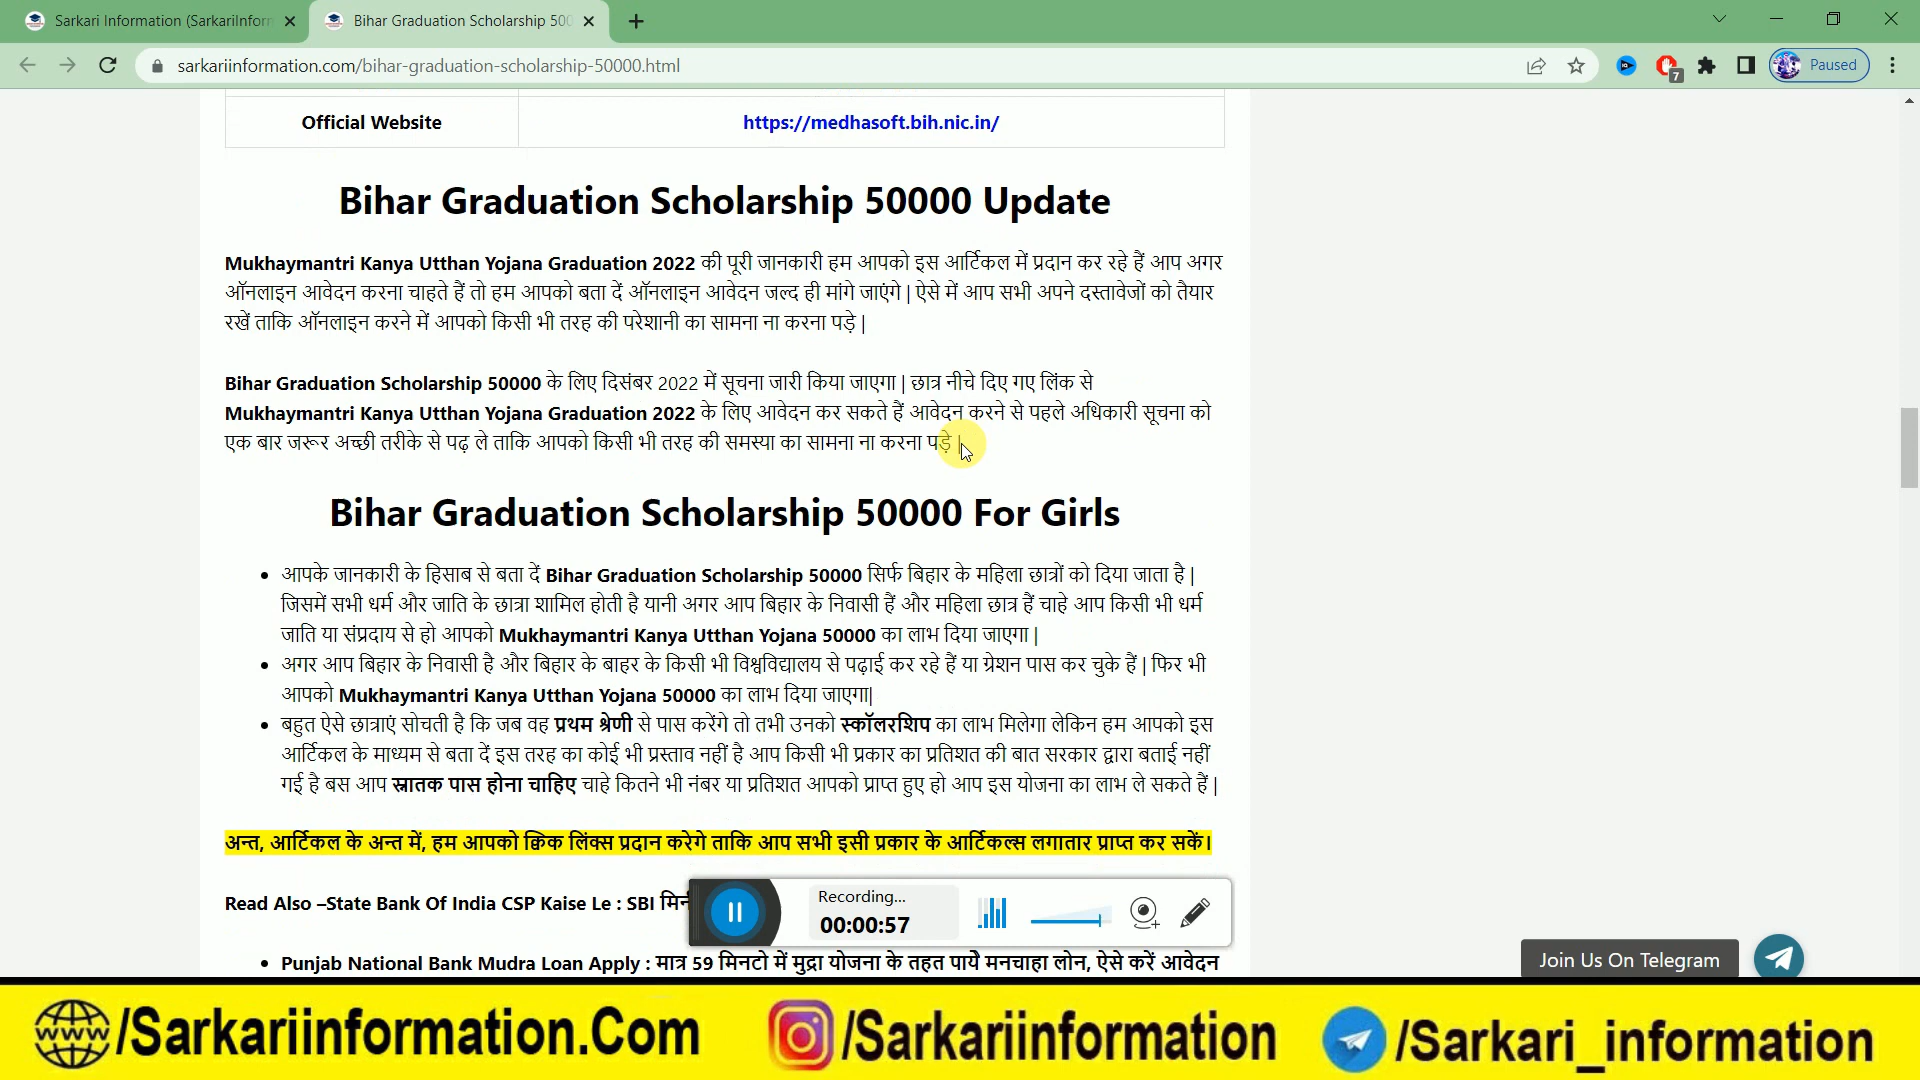 Sarkari Information (SarkariInforn
Bihar Graduation Scholarship 500
sarkariinformation.com/bihar-graduation-scholarship-50000.html
7
Paused
Official Website
https://medhasoft.bih.nic.in/
Bihar Graduation Scholarship 50000 Update
Mukhaymantri Kanya Utthan Yojana Graduation 2022 की पूरी जानकारी हम आपको इस आर्टिकल में प्रदान कर रहे हैं आप अगर
ऑनलाइन आवेदन करना चाहते हैं तो हम आपको बता दें ऑनलाइन आवेदन जल्द ही मांगे जाएंगे | ऐसे में आप सभी अपने दस्तावेजों को तैयार
रखें ताकि ऑनलाइन करने में आपको किसी भी तरह की परेशानी का सामना ना करना पड़े |
Bihar Graduation Scholarship 50000 के लिए दिसंबर 2022 में सूचना जारी किया जाएगा | छात्र नीचे दिए गए लिंक से
Mukhaymantri Kanya Utthan Yojana Graduation 2022 के लिए आवेदन कर सकते हैं आवेदन करने से पहले अधिकारी सूचना को
एक बार जरूर अच्छी तरीके से पढ़ ले ताकि आपको किसी भी तरह की समस्या का सामना ना करना पड़े |
Bihar Graduation Scholarship 50000 For Girls
• आपके जानकारी के हिसाब से बता दें Bihar Graduation Scholarship 50000 सिर्फ बिहार के महिला छात्रों को दिया जाता है |
जिसमें सभी धर्म और जाति के छात्रा शामिल होती है यानी अगर आप बिहार के निवासी हैं और महिला छात्र हैं चाहे आप किसी भी धर्म
जाति या संप्रदाय से हो आपको Mukhaymantri Kanya Utthan Yojana 50000 का लाभ दिया जाएगा |
• अगर आप बिहार के निवासी है और बिहार के बाहर के किसी भी विश्वविद्यालय से पढ़ाई कर रहे हैं या ग्रेशन पास कर चुके हैं | फिर भी
आपको Mukhaymantri Kanya Utthan Yojana 50000 का लाभ दिया जाएगा|
• बहुत ऐसे छात्राएं सोचती है कि जब वह प्रथम श्रेणी से पास करेंगे तो तभी उनको स्कॉलरशिप का लाभ मिलेगा लेकिन हम आपको इस
आर्टिकल के माध्यम से बता दें इस तरह का कोई भी प्रस्ताव नहीं है आप किसी भी प्रकार का प्रतिशत की बात सरकार द्वारा बताई नहीं
गई है बस आप स्नातक पास होना चाहिए चाहे कितने भी नंबर या प्रतिशत आपको प्राप्त हुए हो आप इस योजना का लाभ ले सकते हैं |
अन्त, आर्टिकल के अन्त में, हम आपको क्विक लिंक्स प्रदान करेगे ताकि आप सभी इसी प्रकार के आर्टिकल्स लगातार प्राप्त कर सकें।
Read Also –State Bank Of India CSP Kaise Le : SBI
Recording...
00:00:57
• Punjab National Bank Mudra Loan Apply : मात्र 59 मिनटो में मुद्रा योजना के तहत पायें मनचाहा लोन, ऐसे करें आवेदन
Join Us On Telegram
www /Sarkariinformation.Com
/Sarkariinformation
/Sarkari_information